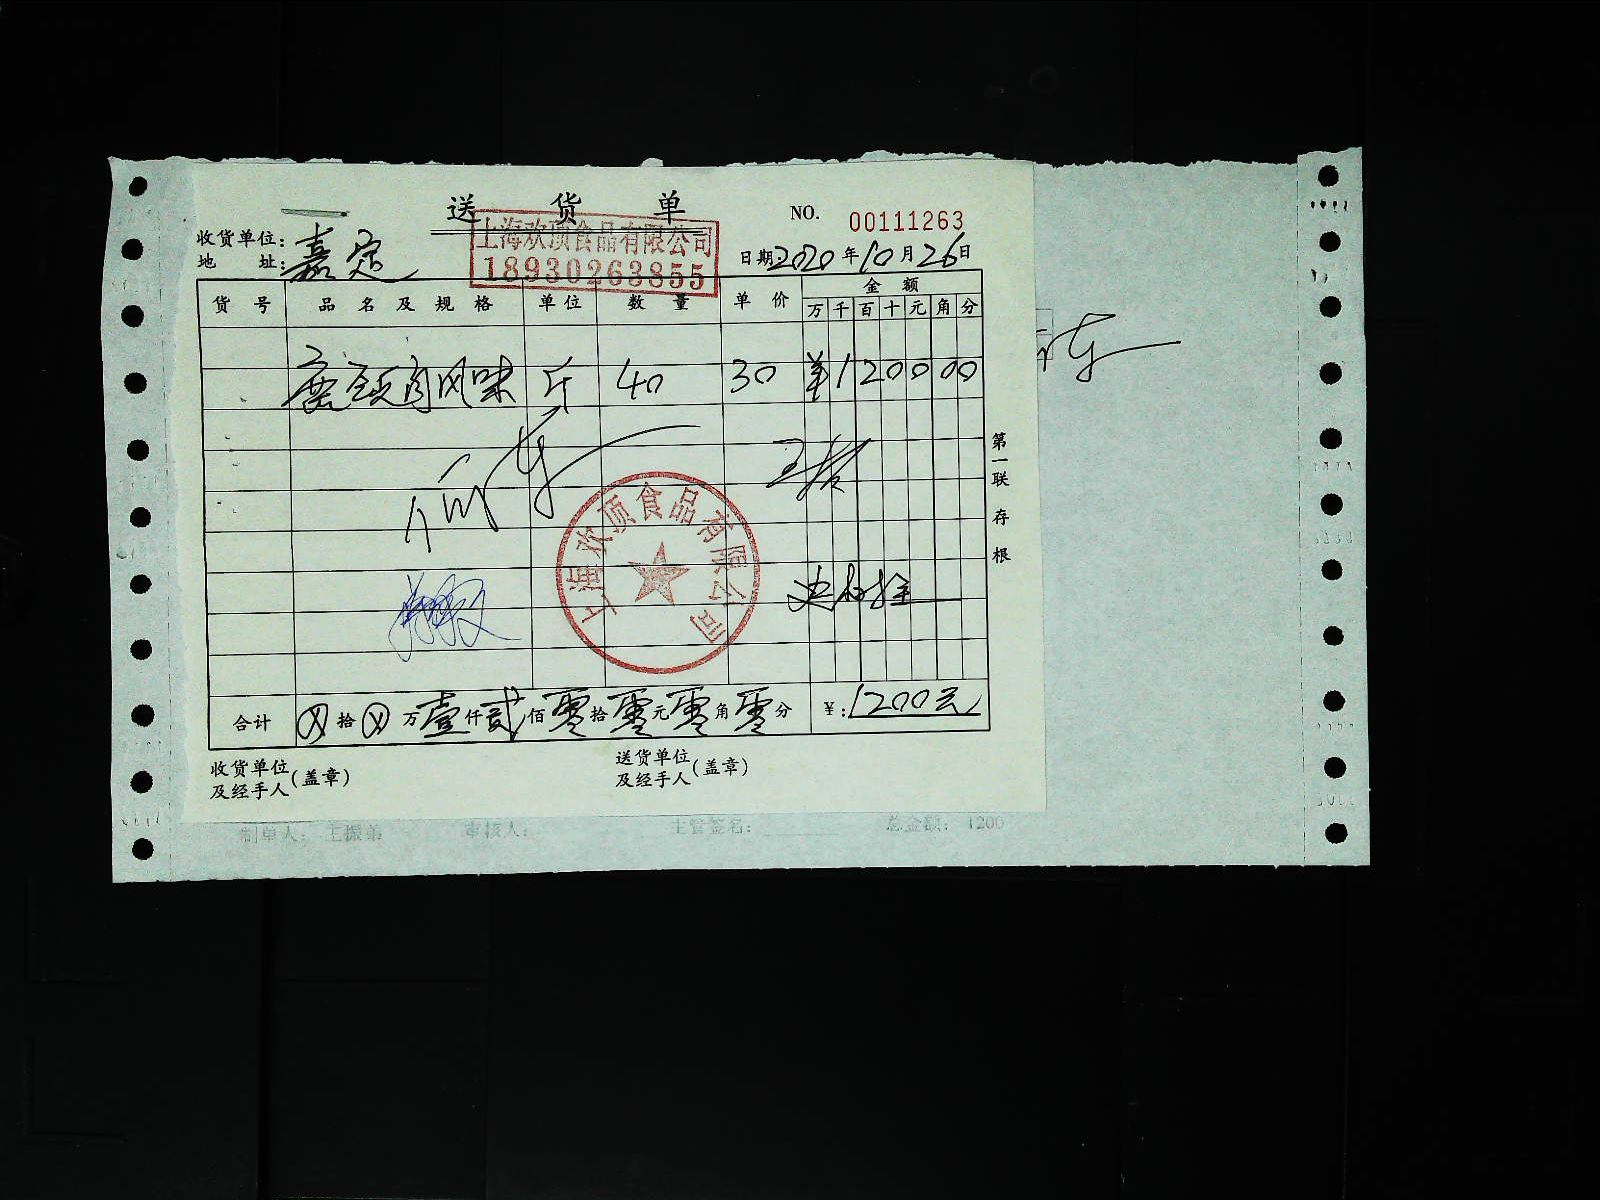 送货单
NO. 00111263
上海欢顶食品有限公司
18930263855
收货单位:
地 址: 嘉定
日期: 2020年10月26日
货号 品名及规格 单位 数量 单价 金额
万 千 百 十 元 角 分
风味 斤 40 30 ¥1200 00
第一联 存根
上海欢顶食品有限公司
合计 ⊗拾⊗万壹仟贰佰零拾零元零角零分 ¥:1200元
收货单位及经手人(盖章)
送货单位及经手人(盖章)
制单人: 王振弟 审核人: 主管签名: 总金额: 1200